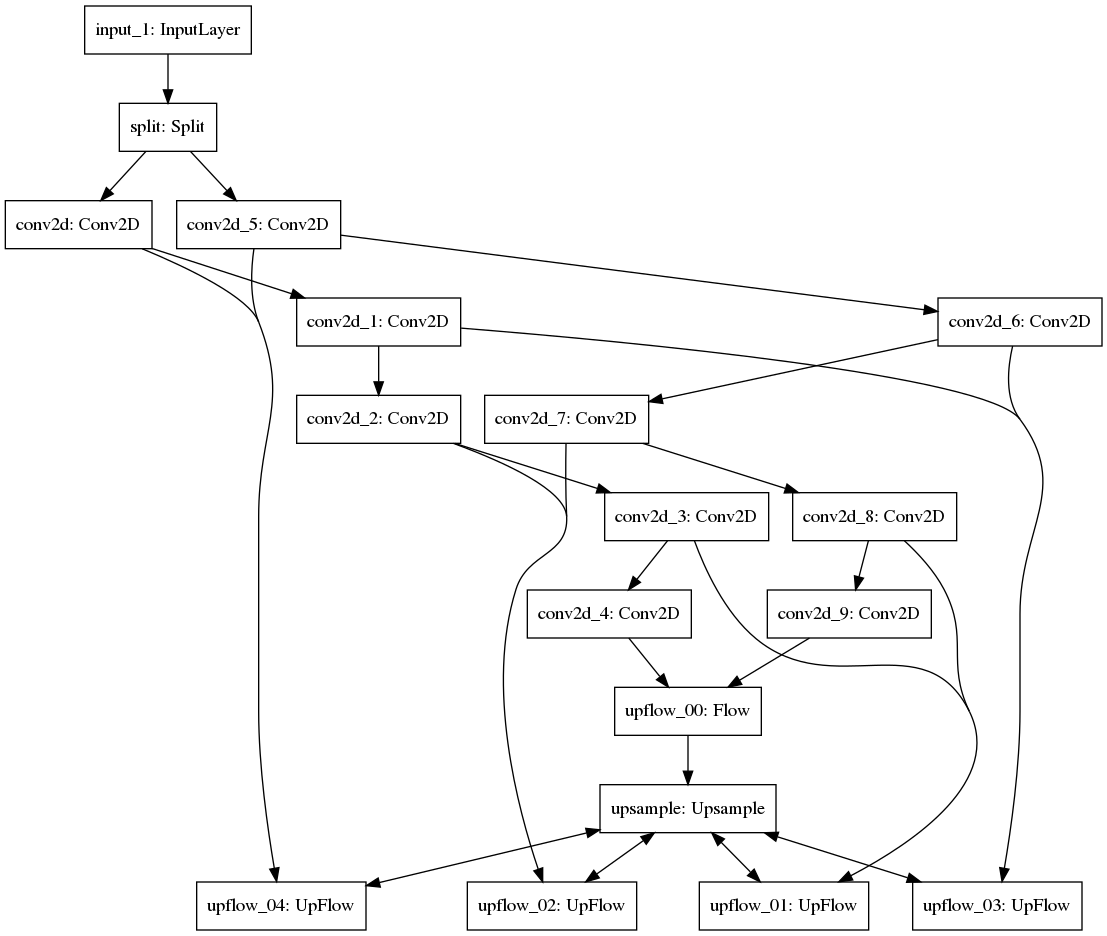 input_1: InputLayer
split: Split
conv2d: Conv2D
conv2d_5: Conv2D
conv2d_1: Conv2D
conv2d_6: Conv2D
conv2d_2: Conv2D
conv2d_7: Conv2D
conv2d_3: Conv2D
conv2d_8: Conv2D
conv2d_4: Conv2D
conv2d_9: Conv2D
upflow_00: Flow
upsample: Upsample
upflow_04: UpFlow
upflow_02: UpFlow
upflow_01: UpFlow
upflow_03: UpFlow